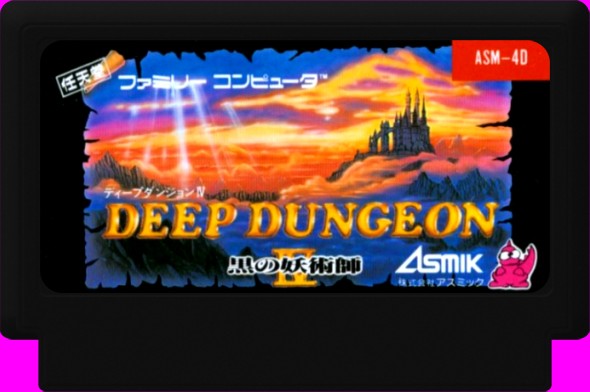 ASM-4D
任天堂
ファミリー コンピュータ™
ディープダンジョンIV
DEEP DUNGEON
IV
黒の妖術師
ASMIK
株式会社アスミック